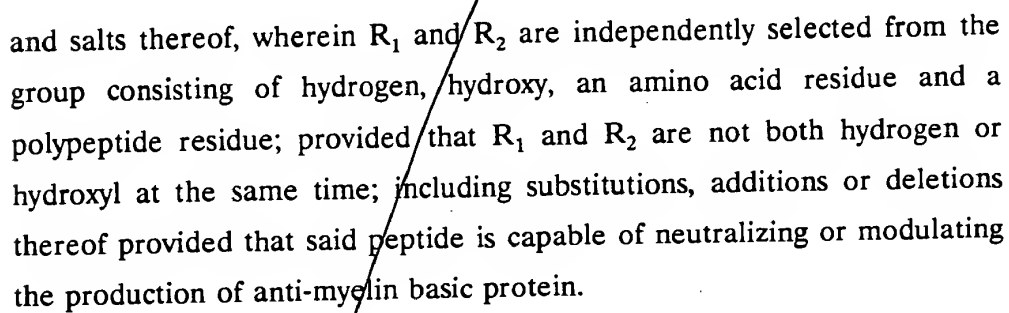 and salts thereof, wherein R₁ and R₂ are independently selected from the
group consisting of hydrogen, hydroxy, an amino acid residue and a
polypeptide residue; provided that R₁ and R₂ are not both hydrogen or
hydroxyl at the same time; including substitutions, additions or deletions
thereof provided that said peptide is capable of neutralizing or modulating
the production of anti-myelin basic protein.